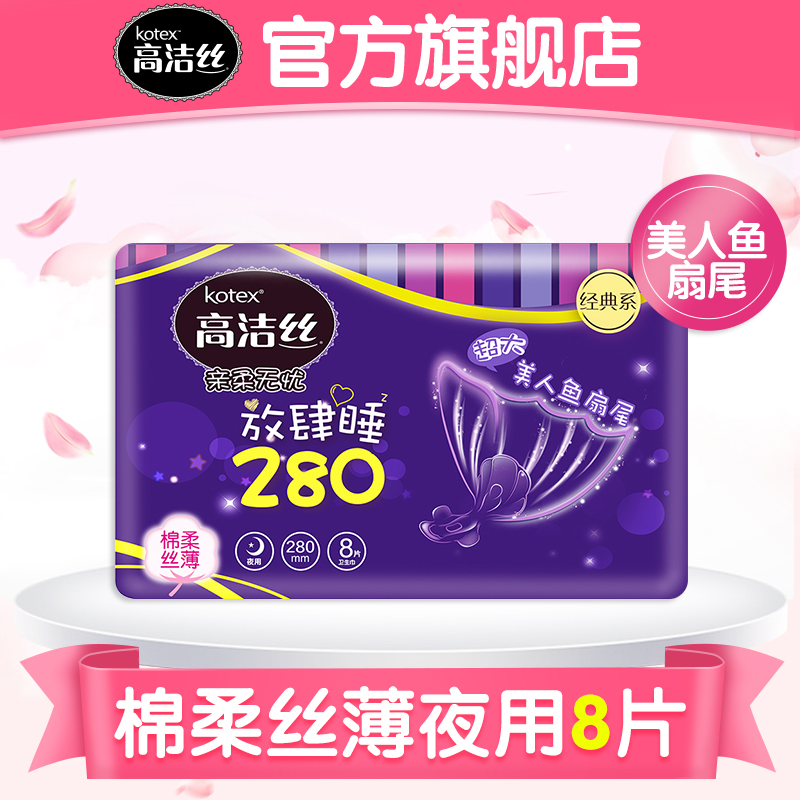 kotex
高洁丝
官方旗舰店
美人鱼
扇尾
kotex®
高洁丝
经典系
亲柔无忧
超大
美人鱼扇尾
放肆睡
z
280
棉柔
丝薄
夜用
280
mm
8片
卫生巾
棉柔丝薄夜用8片